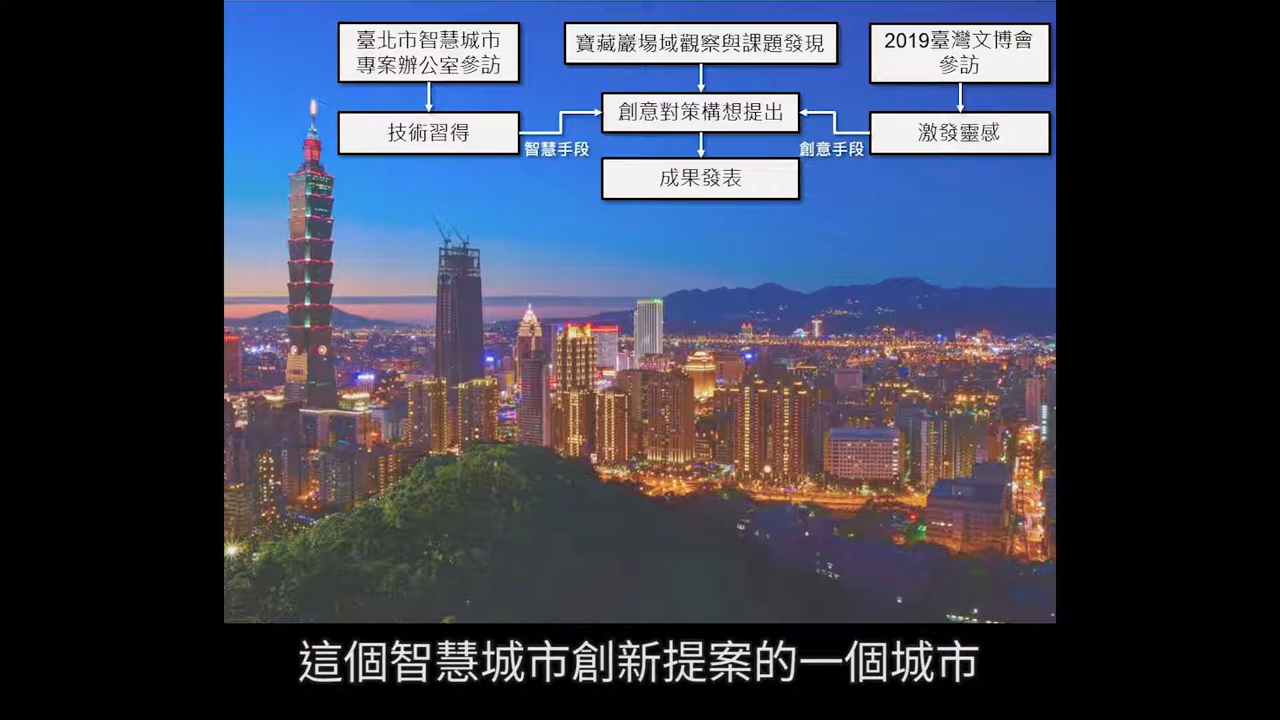 臺北市智慧城市
專案辦公室參訪
寶藏巖場域觀察與課題發現
2019臺灣文博會
參訪
技術習得
創意對策構想提出
激發靈感
智慧手段
創意手段
成果發表
這個智慧城市創新提案的一個城市